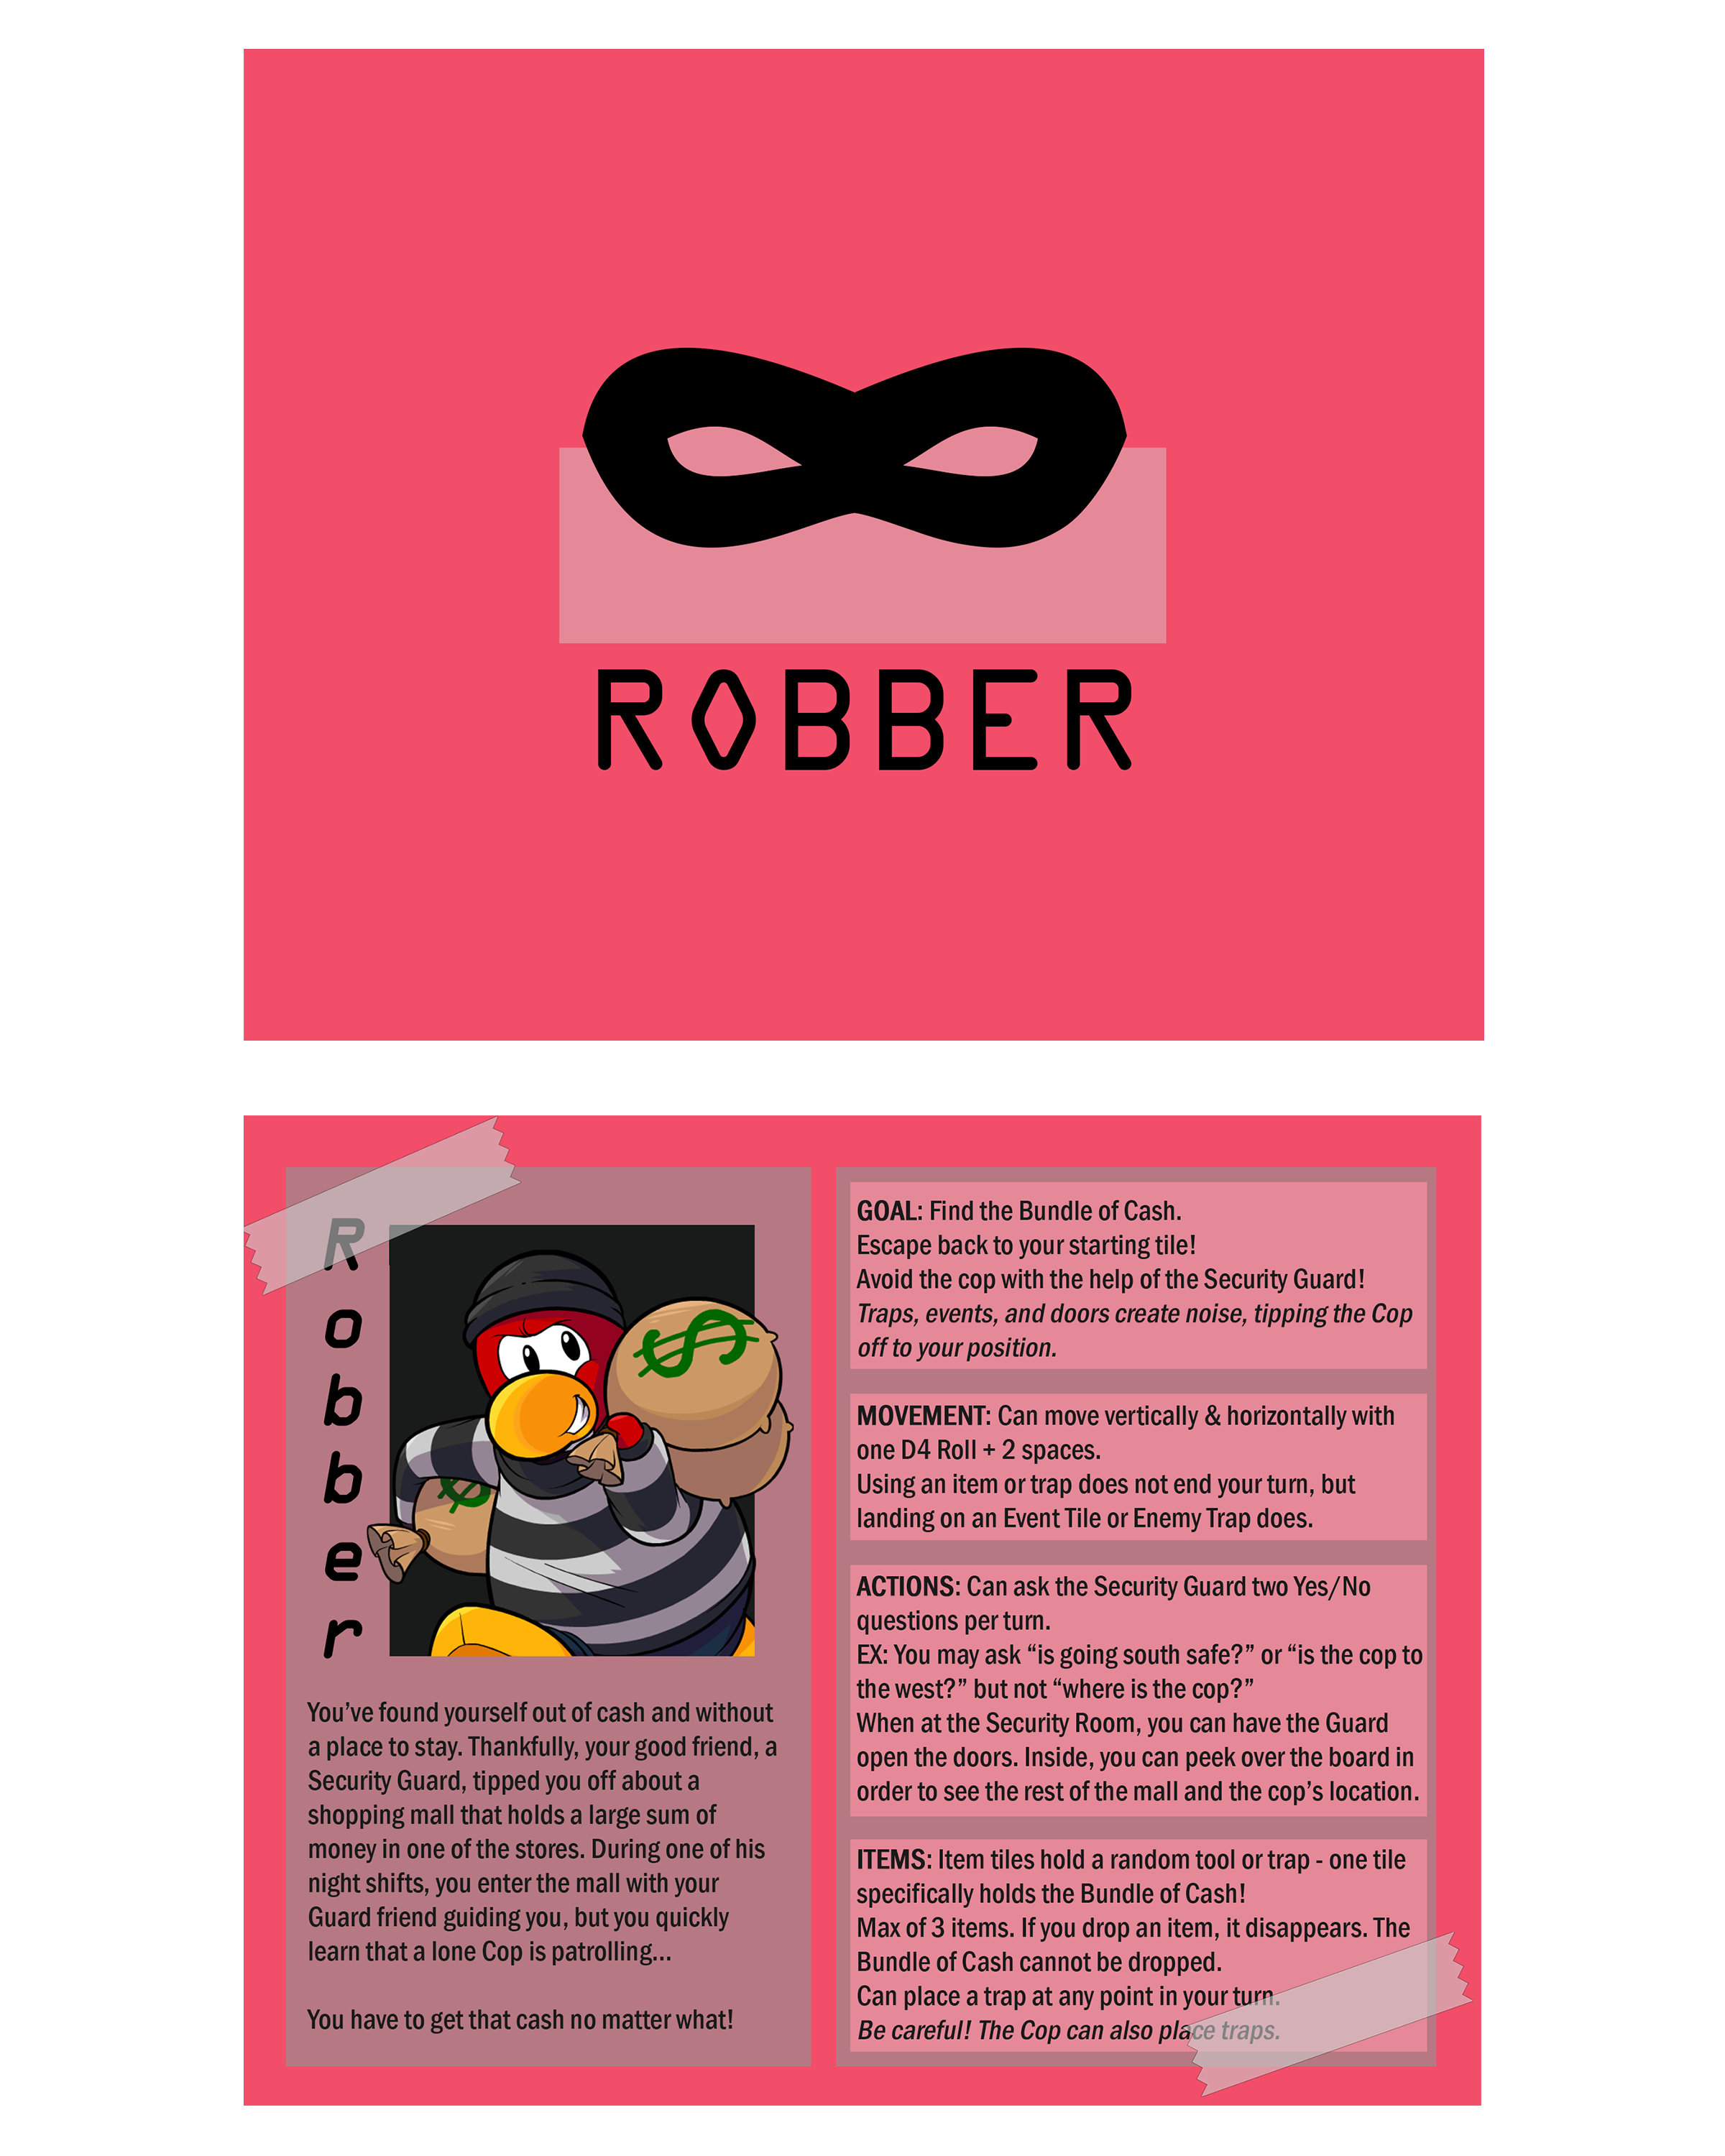 ROBBER
Robber
You’ve found yourself out of cash and without
a place to stay. Thankfully, your good friend, a
Security Guard, tipped you off about a
shopping mall that holds a large sum of
money in one of the stores. During one of his
night shifts, you enter the mall with your
Guard friend guiding you, but you quickly
learn that a lone Cop is patrolling...
You have to get that cash no matter what!
GOAL: Find the Bundle of Cash.
Escape back to your starting tile!
Avoid the cop with the help of the Security Guard!
Traps, events, and doors create noise, tipping the Cop
off to your position.
MOVEMENT: Can move vertically & horizontally with
one D4 Roll + 2 spaces.
Using an item or trap does not end your turn, but
landing on an Event Tile or Enemy Trap does.
ACTIONS: Can ask the Security Guard two Yes/No
questions per turn.
EX: You may ask “is going south safe?” or “is the cop to
the west?” but not “where is the cop?”
When at the Security Room, you can have the Guard
open the doors. Inside, you can peek over the board in
order to see the rest of the mall and the cop’s location.
ITEMS: Item tiles hold a random tool or trap - one tile
specifically holds the Bundle of Cash!
Max of 3 items. If you drop an item, it disappears. The
Bundle of Cash cannot be dropped.
Can place a trap at any point in your turn.
Be careful! The Cop can also place traps.